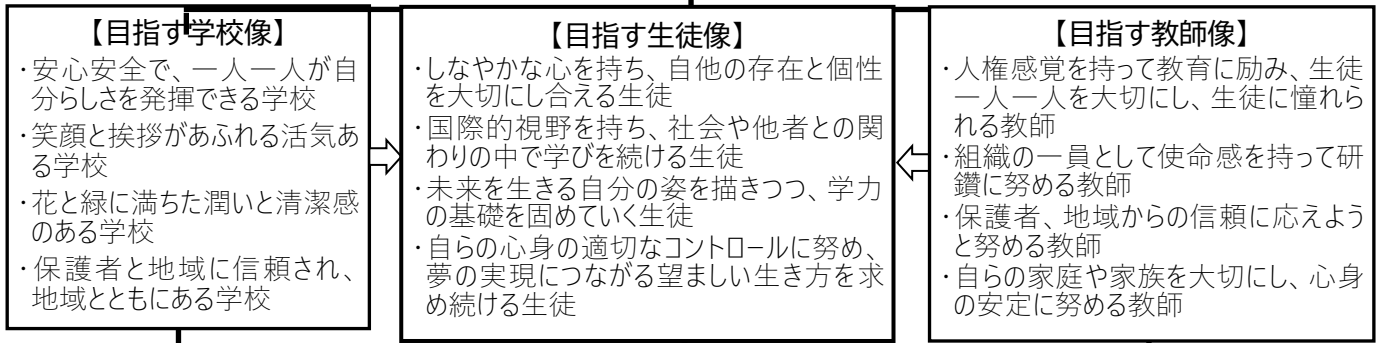 【目指す学校像】
・安心安全で、一人一人が自
分らしさを発揮できる学校
・笑顔と挨拶があふれる活気あ
る学校
・花と緑に満ちた潤いと清潔感
のある学校
・保護者と地域に信頼され、
地域とともにある学校
【目指す生徒像】
・しなやかな心を持ち、自他の存在と個性
を大切にし合える生徒
・国際的視野を持ち、社会や他者との関
わりの中で学びを続ける生徒
・未来を生きる自分の姿を描きつつ、学力
の基礎を固めていく生徒
・自らの心身の適切なコントロールに努め、
夢の実現につながる望ましい生き方を求
め続ける生徒
【目指す教師像】
・人権感覚を持って教育に励み、生徒
一人一人を大切にし、生徒に憧れら
れる教師
・組織の一員として使命感を持って研
鑽に努める教師
・保護者、地域からの信頼に応えよう
と努める教師
・自らの家庭や家族を大切にし、心身
の安定に努める教師